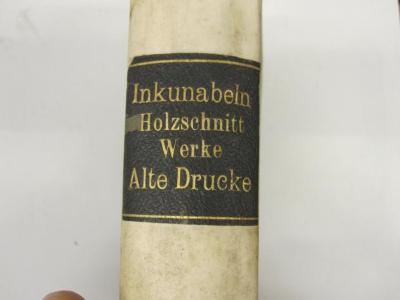 Inkunabeln
Holzschnitt
Werke
Alte Drucke